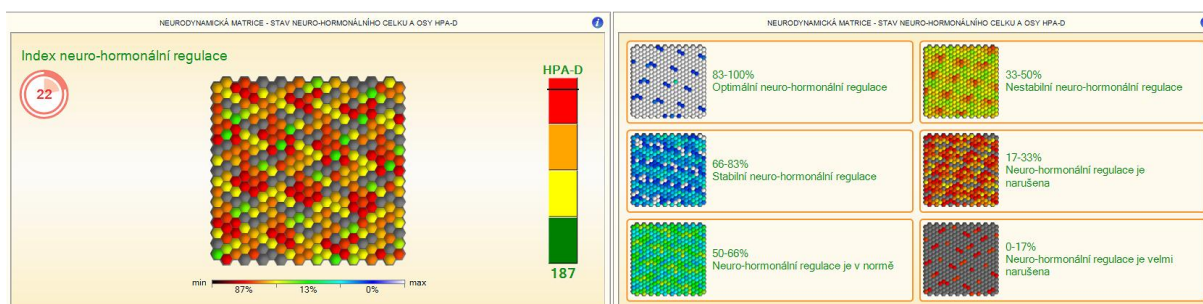 NEURODYNAMICKÁ MATRICE - STAV NEURO-HORMONÁLNÍHO CELKU A OSY HPA-D
i
Index neuro-hormonální regulace
22
HPA-D
187
min
max
87%
13%
0%
NEURODYNAMICKÁ MATRICE - STAV NEURO-HORMONÁLNÍHO CELKU A OSY HPA-D
i
83-100%
Optimální neuro-hormonální regulace
33-50%
Nestabilní neuro-hormonální regulace
66-83%
Stabilní neuro-hormonální regulace
17-33%
Neuro-hormonální regulace je
narušena
50-66%
Neuro-hormonální regulace je v normě
0-17%
Neuro-hormonální regulace je velmi
narušena